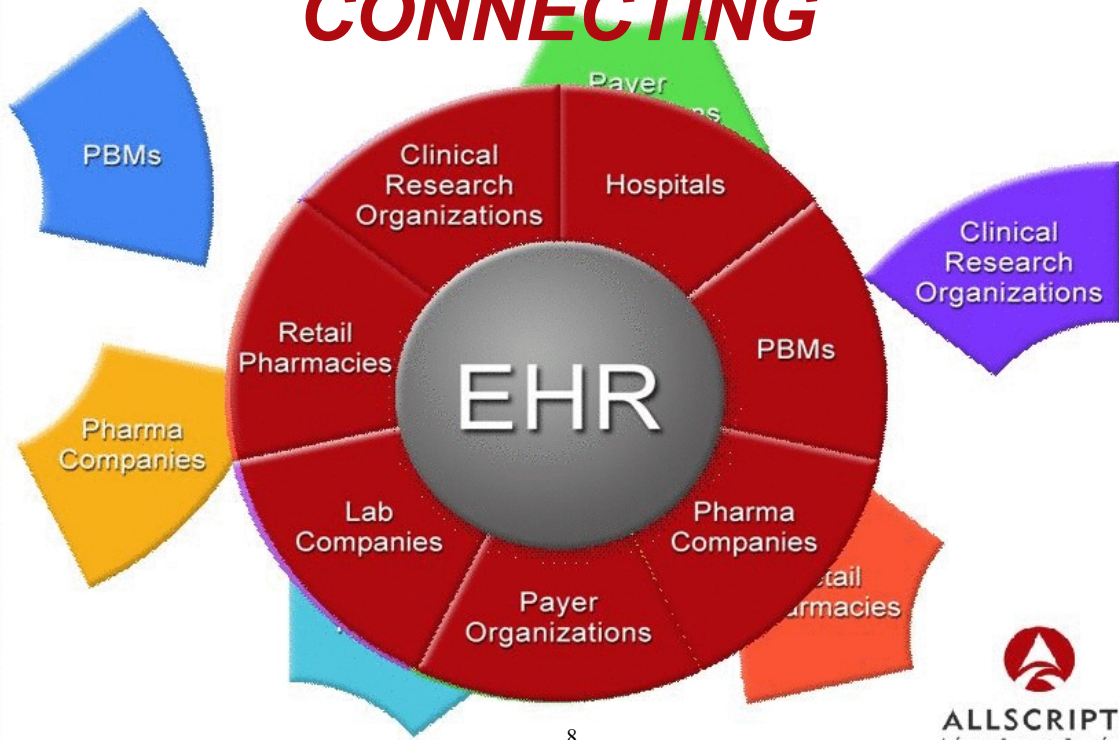 CONNECTING
Payer
PBMs
Clinical
Research
Organizations
Hospitals
Clinical
Research
Organizations
Retail
Pharmacies
PBMs
EHR
Pharma
Companies
Lab
Companies
Pharma
Companies
Payer
Organizations
8
ALLSCRIPT